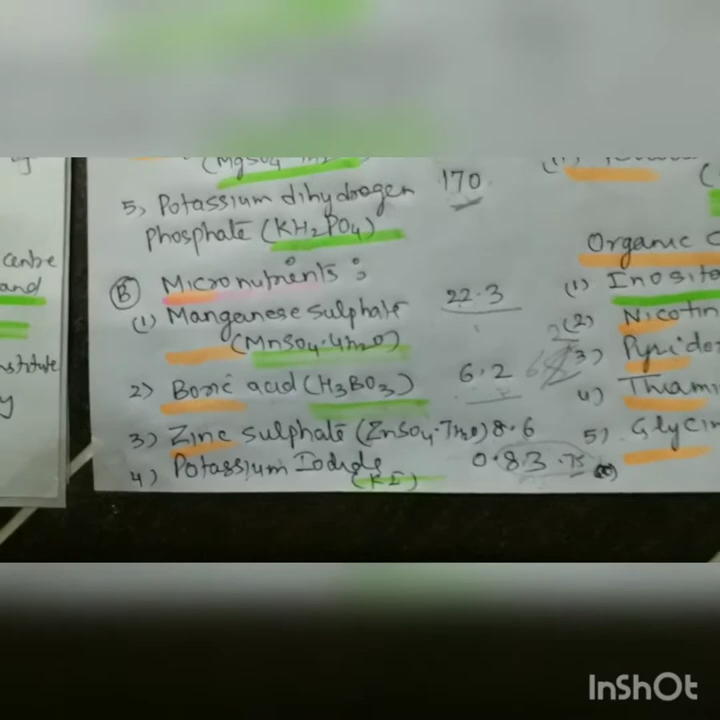 and
(MgSO4
5, Potassium dihydrogen 170
phosphate (KH2PO4)
(B) Micronutrients :
(1) Manganese sulphate 22.3
(MnSO4.4H2O)
2) Boric acid (H3BO3) 6.2
3) Zinc sulphate (ZnSO4.7H2O) 8.6
4) Potassium Iodide 0.83
(KI)
Organic C
(1) Inosito
(2) Nicotin
3) Pyrido
4) Thiami
5) Glycin
InShOt